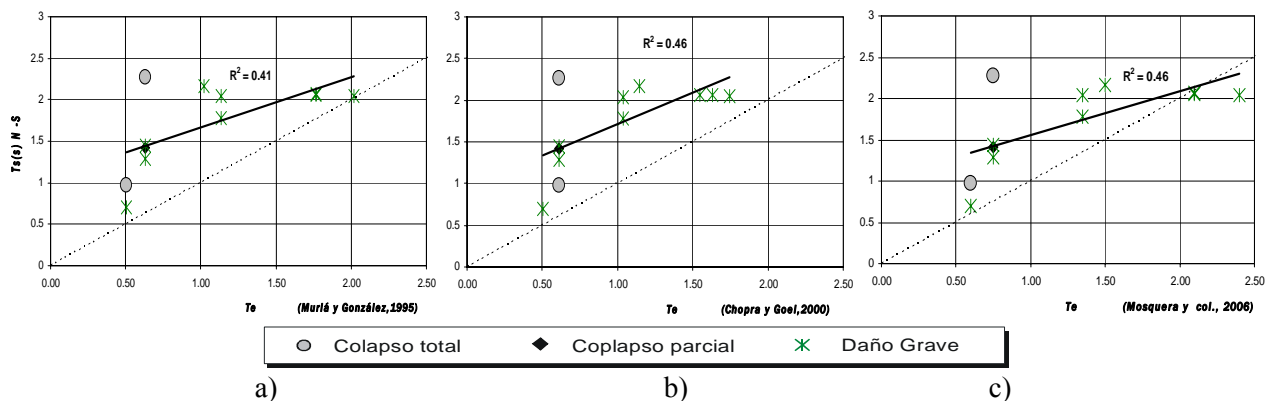 3
2.5
2
1.5
1
0.5
0
Ts(s) N -S
R² = 0.41
0.00 0.50 1.00 1.50 2.00 2.50
Te (Muriá y González,1995)
3
2.5
2
1.5
1
0.5
0
R² = 0.46
0.00 0.50 1.00 1.50 2.00 2.50
Te (Chopra y Goel,2000)
3
2.5
2
1.5
1
0.5
0
R² = 0.46
0.00 0.50 1.00 1.50 2.00 2.50
Te (Mosquera y col., 2006)
Colapso total Coplapso parcial Daño Grave
a) b) c)